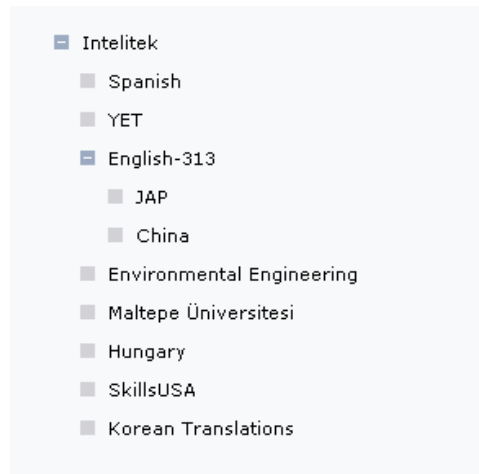 Intelitek
Spanish
YET
English-313
JAP
China
Environmental Engineering
Maltepe Üniversitesi
Hungary
SkillsUSA
Korean Translations